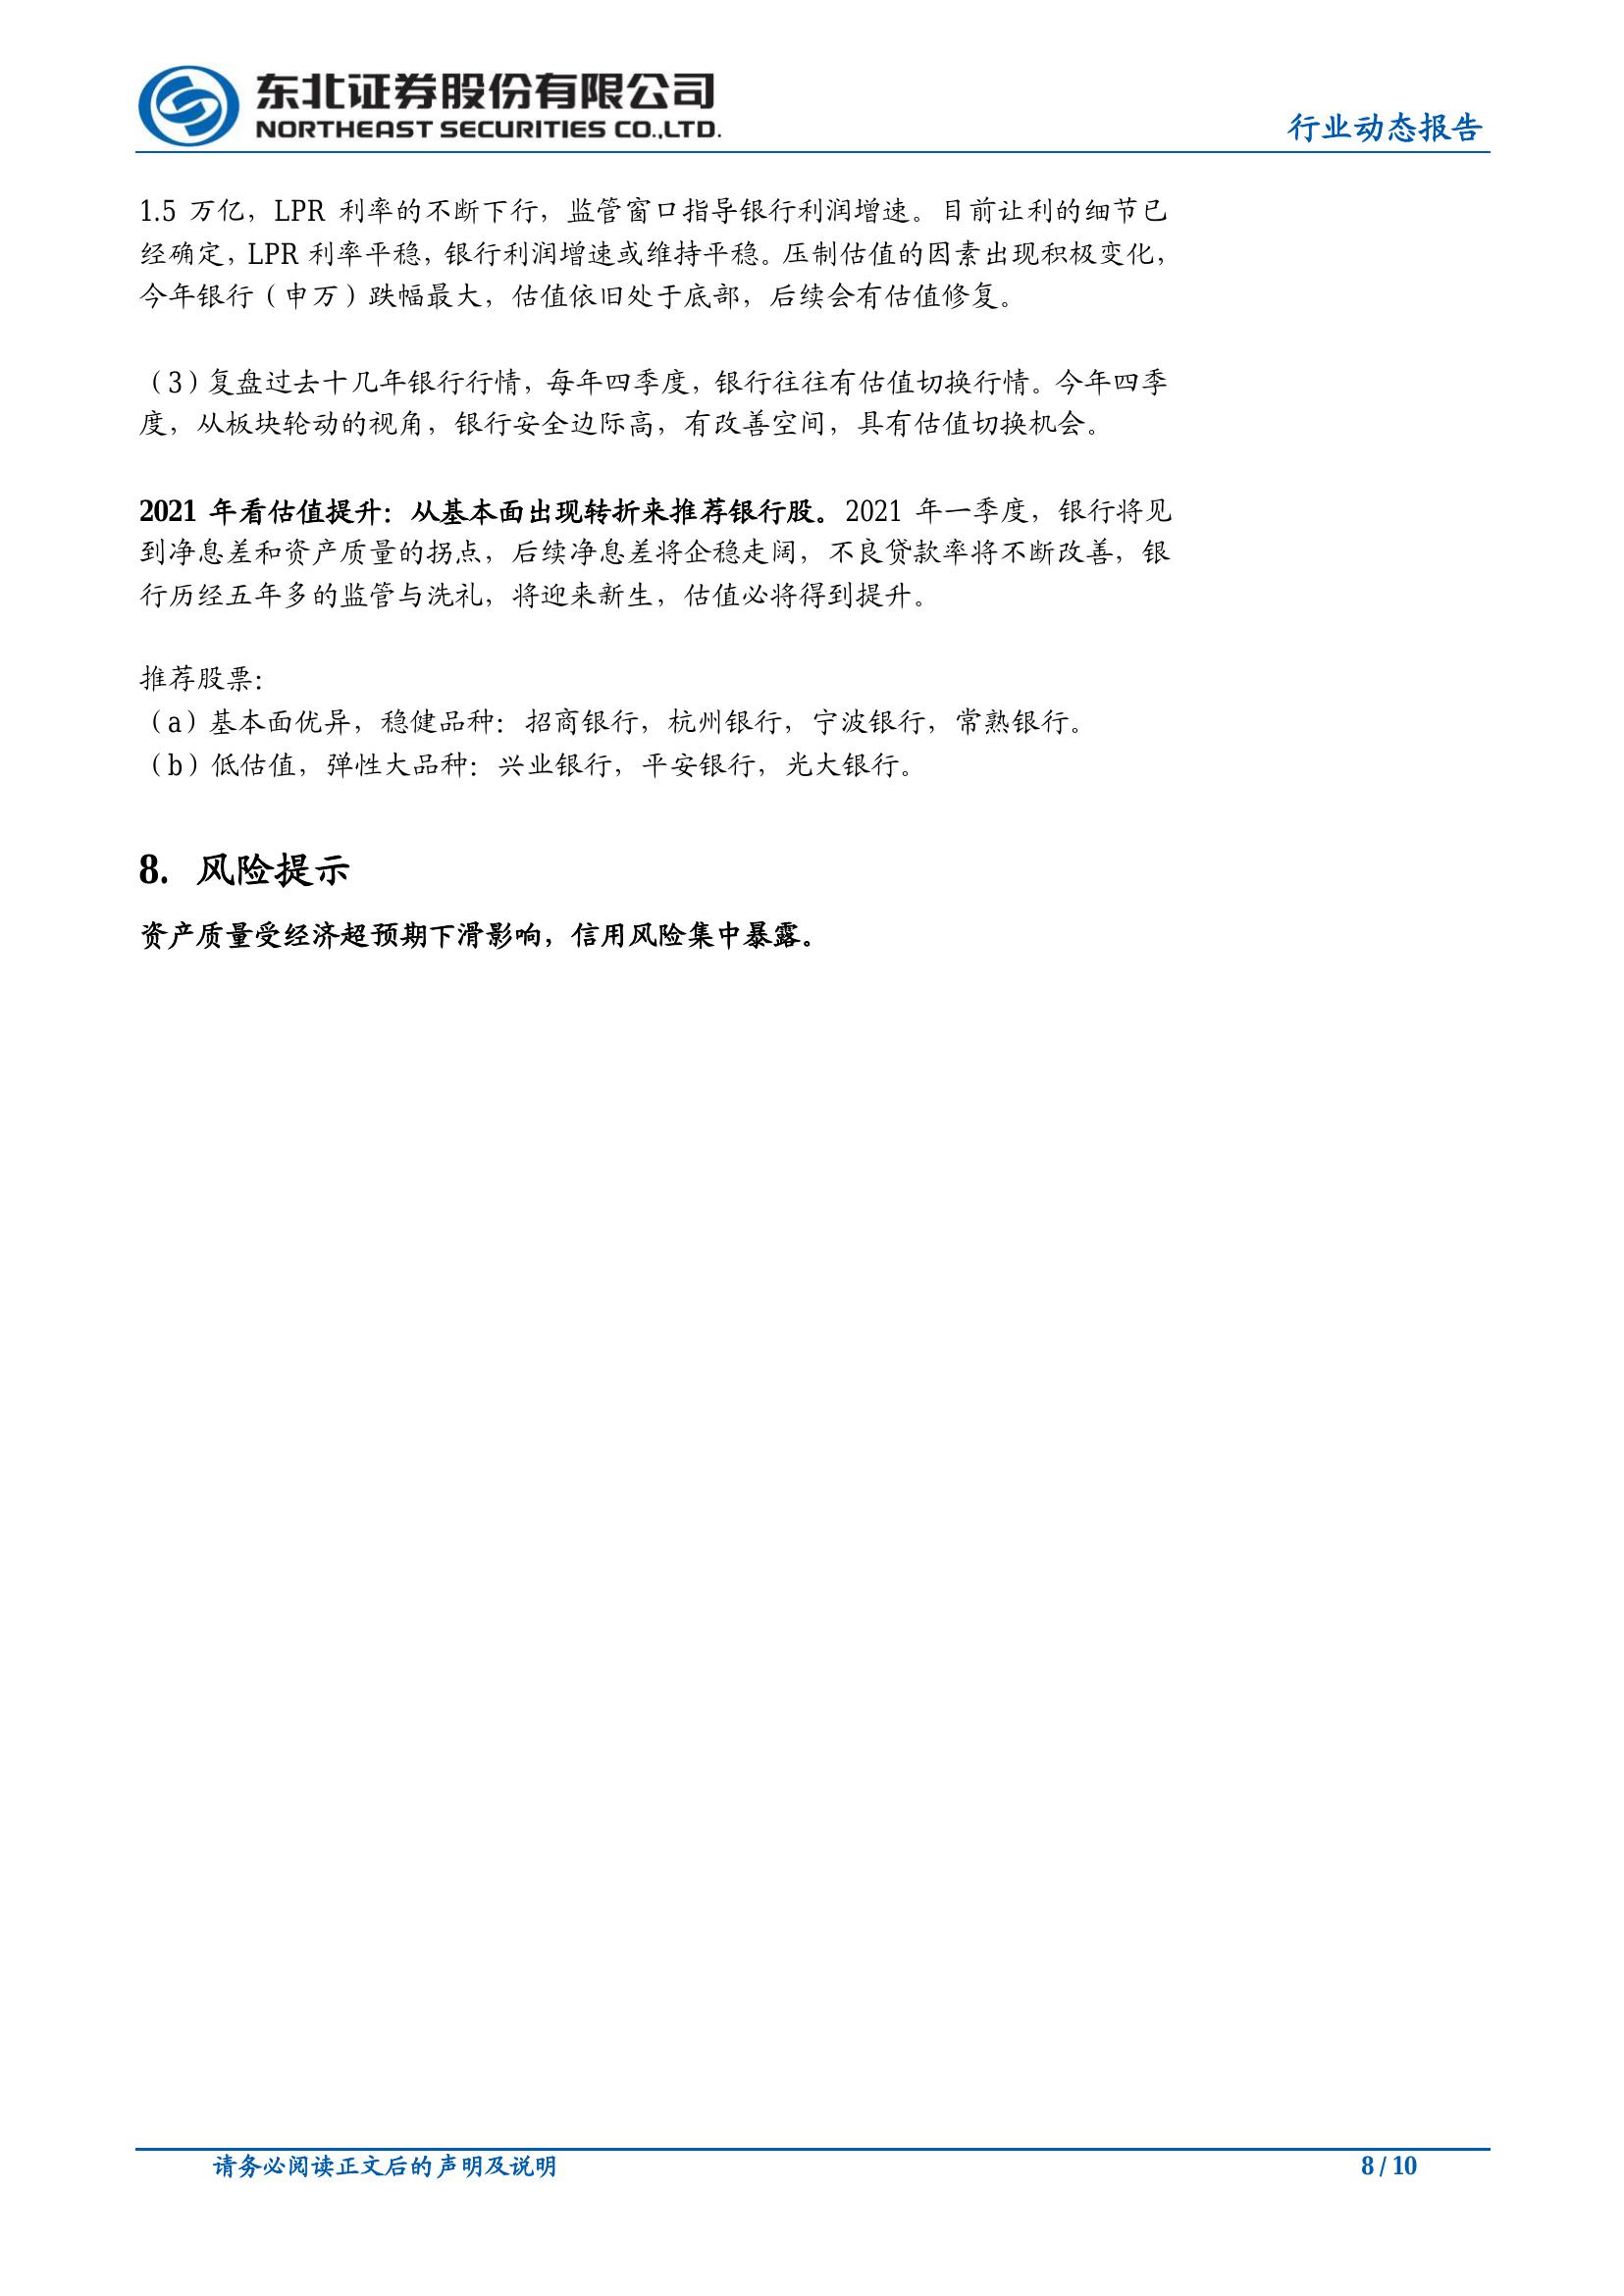 东北证券股份有限公司
NORTHEAST SECURITIES CO.,LTD.
行业动态报告
1.5 万亿，LPR 利率的不断下行，监管窗口指导银行利润增速。目前让利的细节已
经确定，LPR 利率平稳，银行利润增速或维持平稳。压制估值的因素出现积极变化，
今年银行（申万）跌幅最大，估值依旧处于底部，后续会有估值修复。
（3）复盘过去十几年银行行情，每年四季度，银行往往有估值切换行情。今年四季
度，从板块轮动的视角，银行安全边际高，有改善空间，具有估值切换机会。
2021 年看估值提升：从基本面出现转折来推荐银行股。2021 年一季度，银行将见
到净息差和资产质量的拐点，后续净息差将企稳走阔，不良贷款率将不断改善，银
行历经五年多的监管与洗礼，将迎来新生，估值必将得到提升。
推荐股票：
（a）基本面优异，稳健品种：招商银行，杭州银行，宁波银行，常熟银行。
（b）低估值，弹性大品种：兴业银行，平安银行，光大银行。
8. 风险提示
资产质量受经济超预期下滑影响，信用风险集中暴露。
请务必阅读正文后的声明及说明
8 / 10